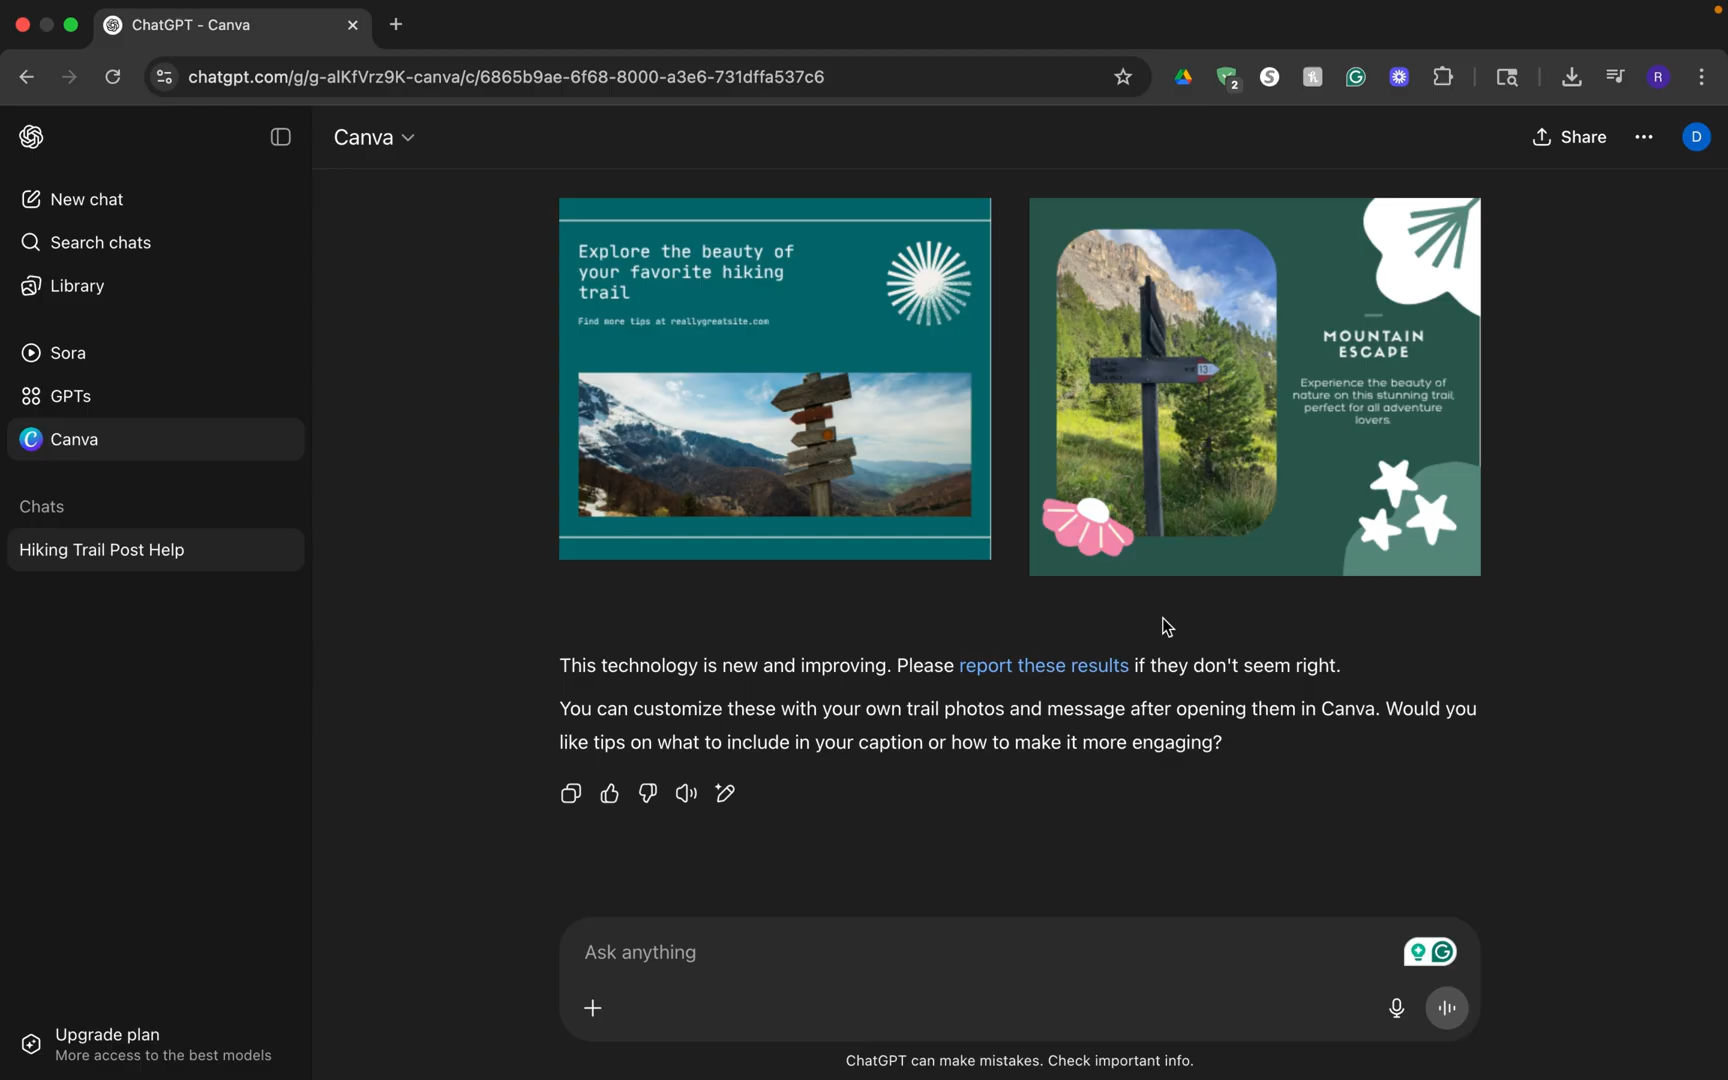 ChatGPT - Canva
chatgpt.com/g/g-alKfVrz9K-canva/c/6865b9ae-6f68-8000-a3e6-731dffa537c6
2
R
Canva
Share
D
New chat
Search chats
Library
Sora
GPTs
Canva
Chats
Hiking Trail Post Help
Upgrade plan
More access to the best models
Explore the beauty of
your favorite hiking
trail
Find more tips at reallygreatsite.com
13
MOUNTAIN
ESCAPE
Experience the beauty of
nature on this stunning trail,
perfect for all adventure
lovers.
This technology is new and improving. Please report these results if they don't seem right.
You can customize these with your own trail photos and message after opening them in Canva. Would you
like tips on what to include in your caption or how to make it more engaging?
Ask anything
ChatGPT can make mistakes. Check important info.